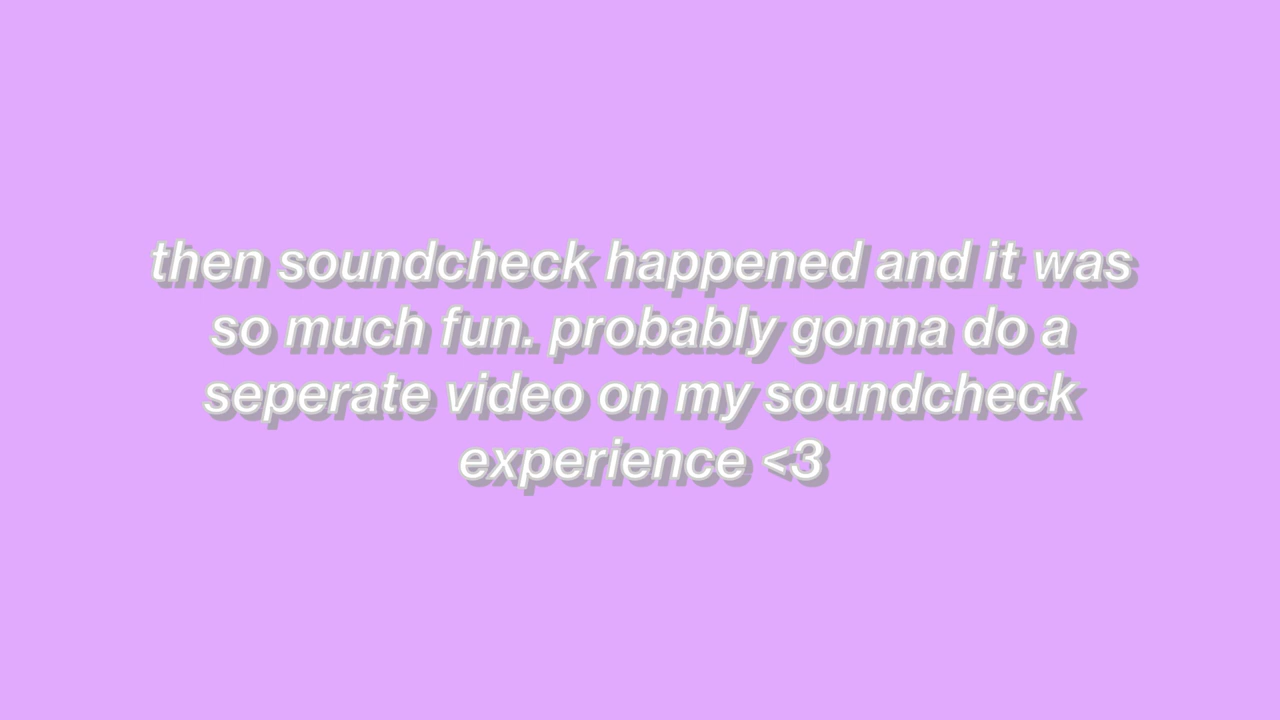 then soundcheck happened and it was
so much fun. probably gonna do a
seperate video on my soundcheck
experience <3